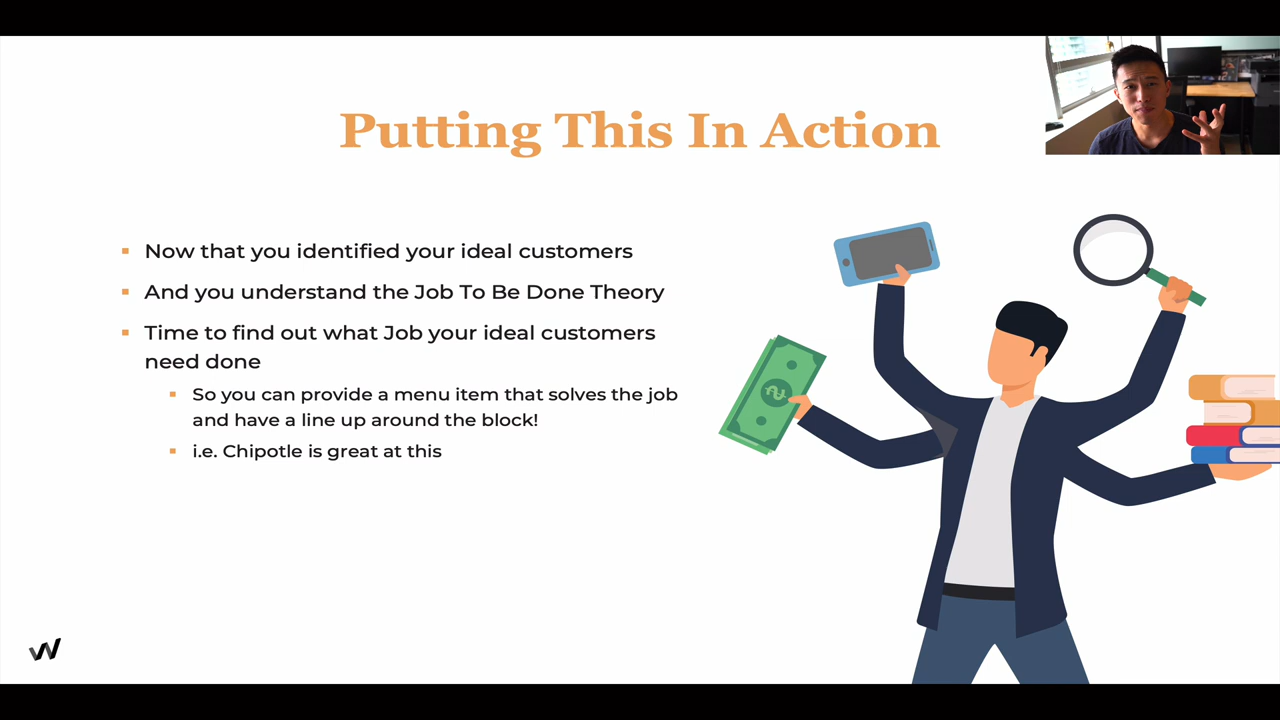 Putting This In Action
Now that you identified your ideal customers
And you understand the Job To Be Done Theory
Time to find out what Job your ideal customers
need done
So you can provide a menu item that solves the job
and have a line up around the block!
i.e. Chipotle is great at this